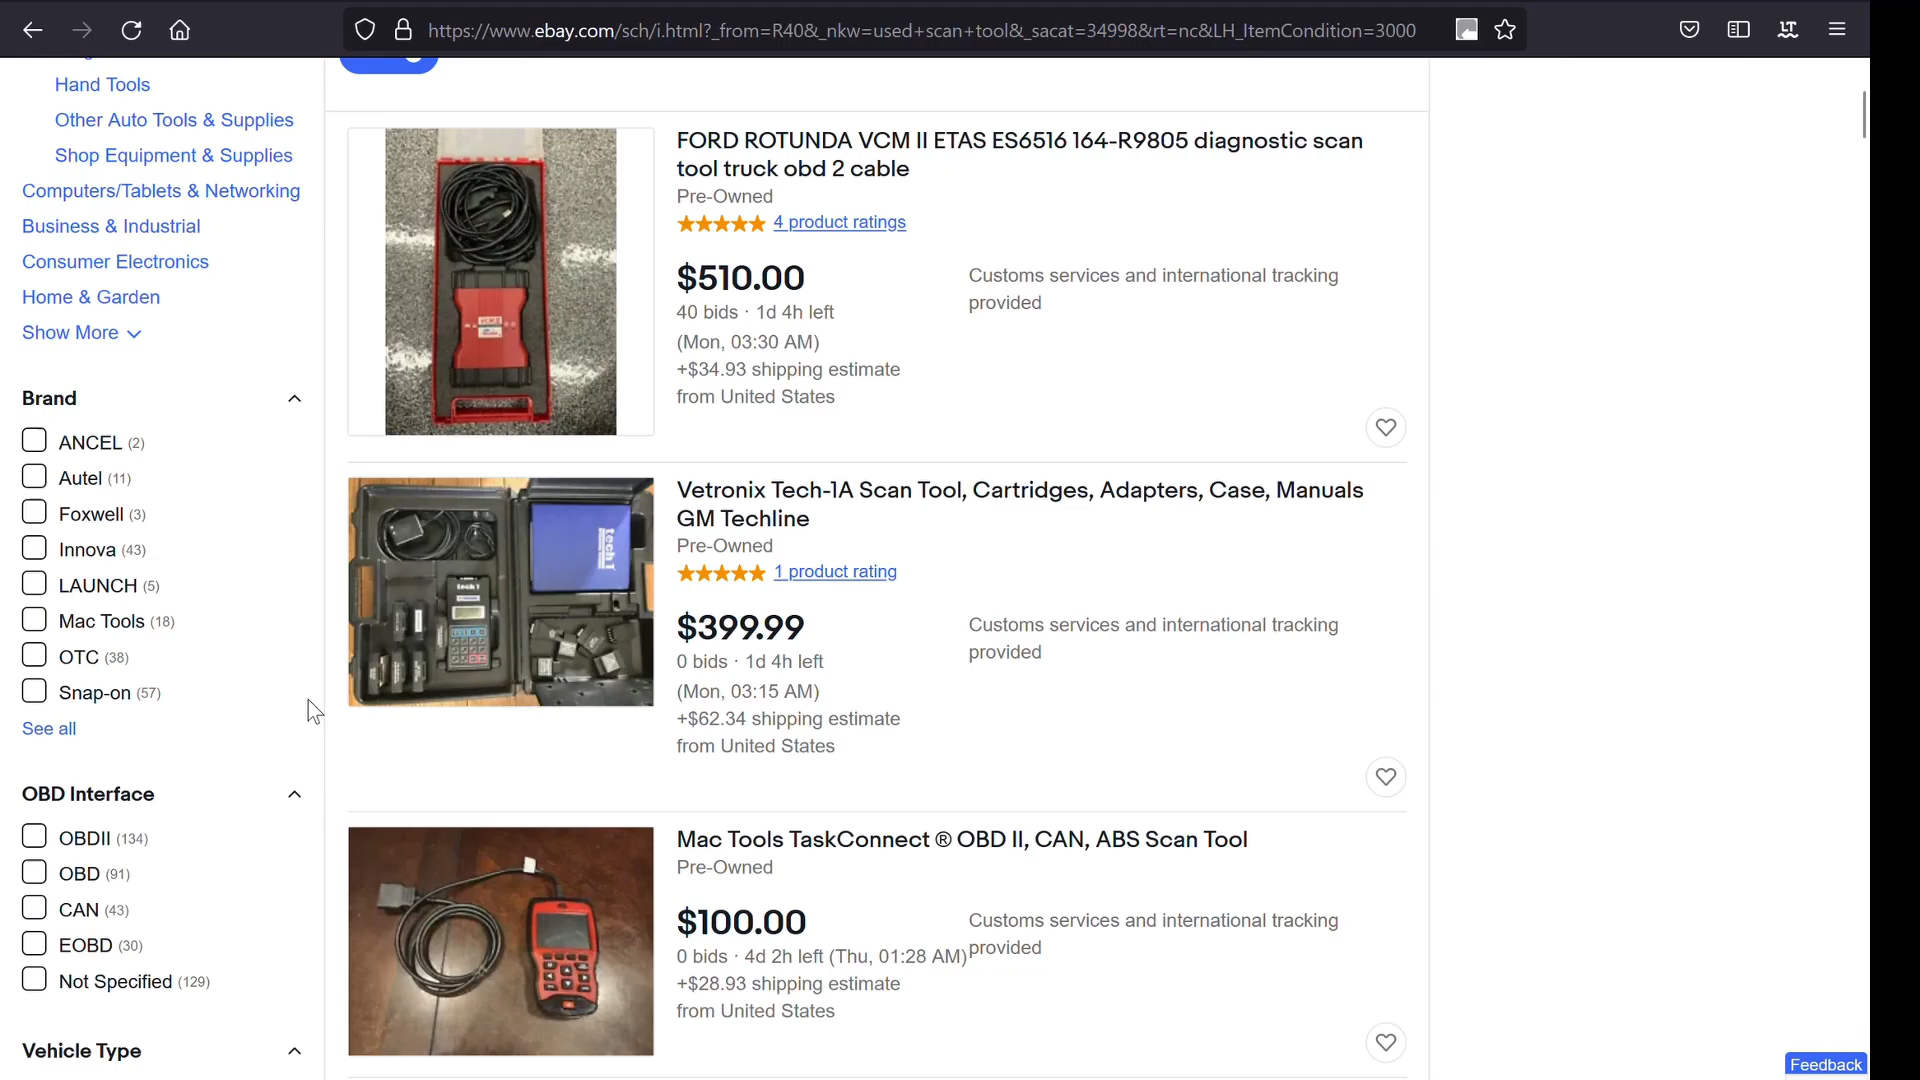 https://www.ebay.com/sch/i.html?_from=R40&_nkw=used+scan+tool&_sacat=34998&rt=nc&LH_ItemCondition=3000
Hand Tools
Other Auto Tools & Supplies
Shop Equipment & Supplies
Computers/Tablets & Networking
Business & Industrial
Consumer Electronics
Home & Garden
Show More
Brand
ANCEL (2)
Autel (11)
Foxwell (3)
Innova (43)
LAUNCH (5)
Mac Tools (18)
OTC (38)
Snap-on (57)
See all
OBD Interface
OBDII (134)
OBD (91)
CAN (43)
EOBD (30)
Not Specified (129)
Vehicle Type
FORD ROTUNDA VCM II ETAS ES6516 164-R9805 diagnostic scan
tool truck obd 2 cable
Pre-Owned
4 product ratings
$510.00
40 bids · 1d 4h left
(Mon, 03:30 AM)
+$34.93 shipping estimate
from United States
Customs services and international tracking
provided
tech 1
tech 1
Vetronix Tech-1A Scan Tool, Cartridges, Adapters, Case, Manuals
GM Techline
Pre-Owned
1 product rating
$399.99
0 bids · 1d 4h left
(Mon, 03:15 AM)
+$62.34 shipping estimate
from United States
Customs services and international tracking
provided
Mac Tools TaskConnect ® OBD II, CAN, ABS Scan Tool
Pre-Owned
$100.00
0 bids · 4d 2h left (Thu, 01:28 AM)
+$28.93 shipping estimate
from United States
Customs services and international tracking
provided
Feedback